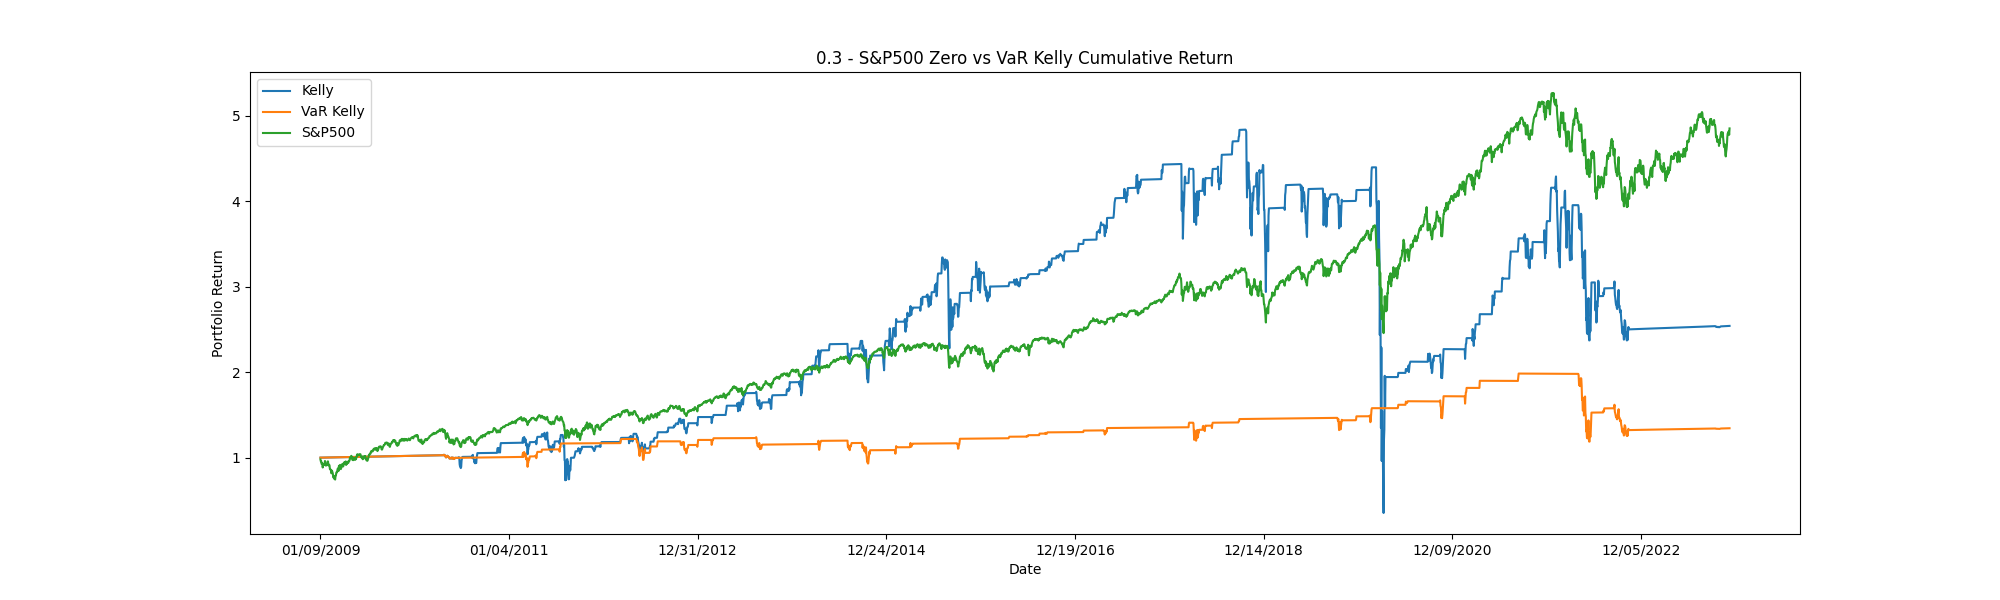 0.3 - S&P500 Zero vs VaR Kelly Cumulative Return
Kelly
VaR Kelly
S&P500
Portfolio Return
5
4
3
2
1
01/09/2009 01/04/2011 12/31/2012 12/24/2014 12/19/2016 12/14/2018 12/09/2020 12/05/2022
Date